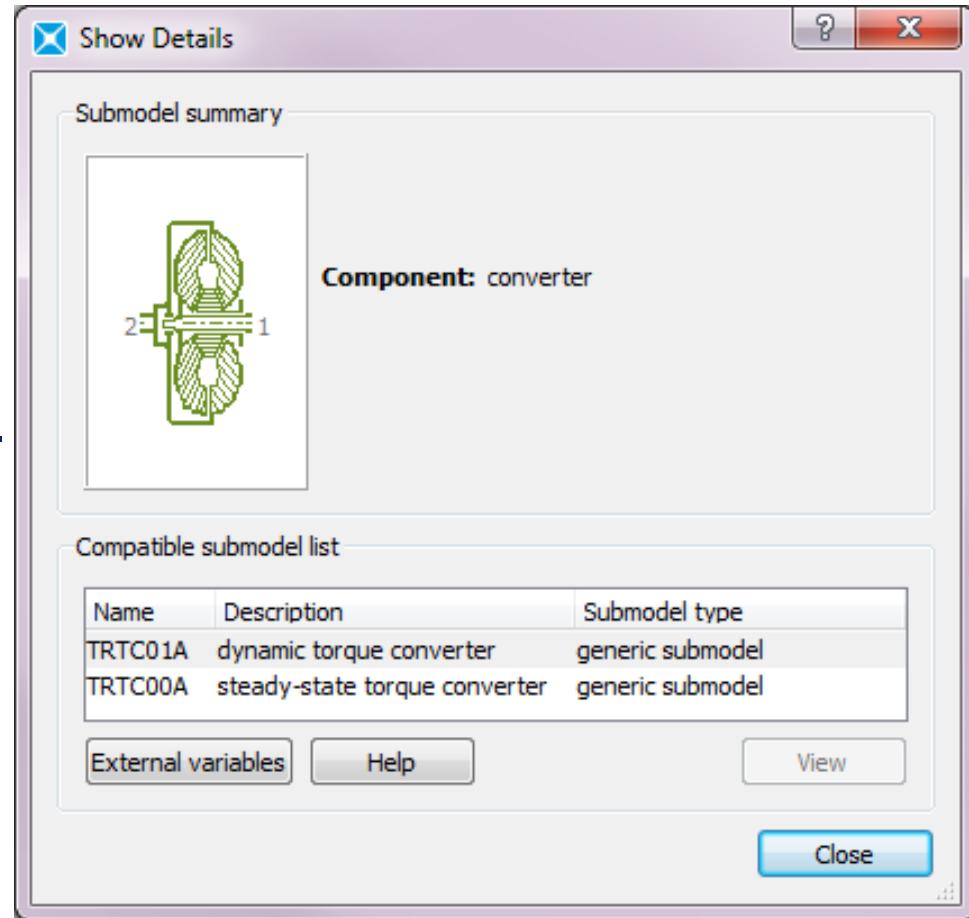 Show Details
Submodel summary
2 1
Component: converter
Compatible submodel list
Name Description Submodel type
TRTC01A dynamic torque converter generic submodel
TRTC00A steady-state torque converter generic submodel
External variables Help View
Close